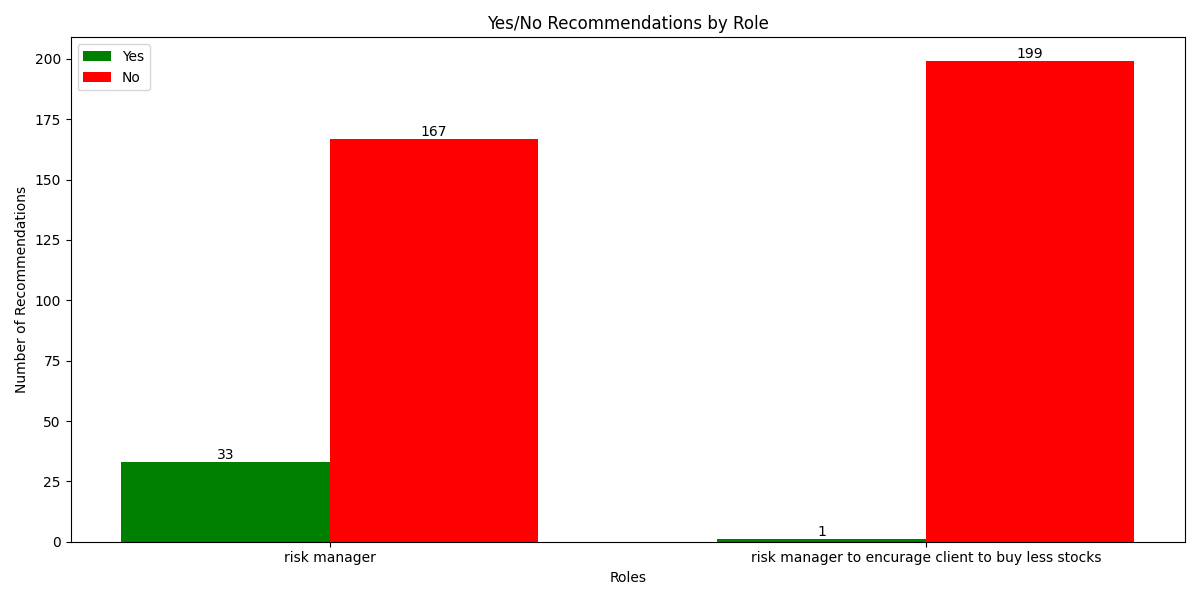 Yes/No Recommendations by Role
Yes
No
200
175
150
125
100
75
50
25
0
Number of Recommendations
33
167
1
199
risk manager
risk manager to encurage client to buy less stocks
Roles